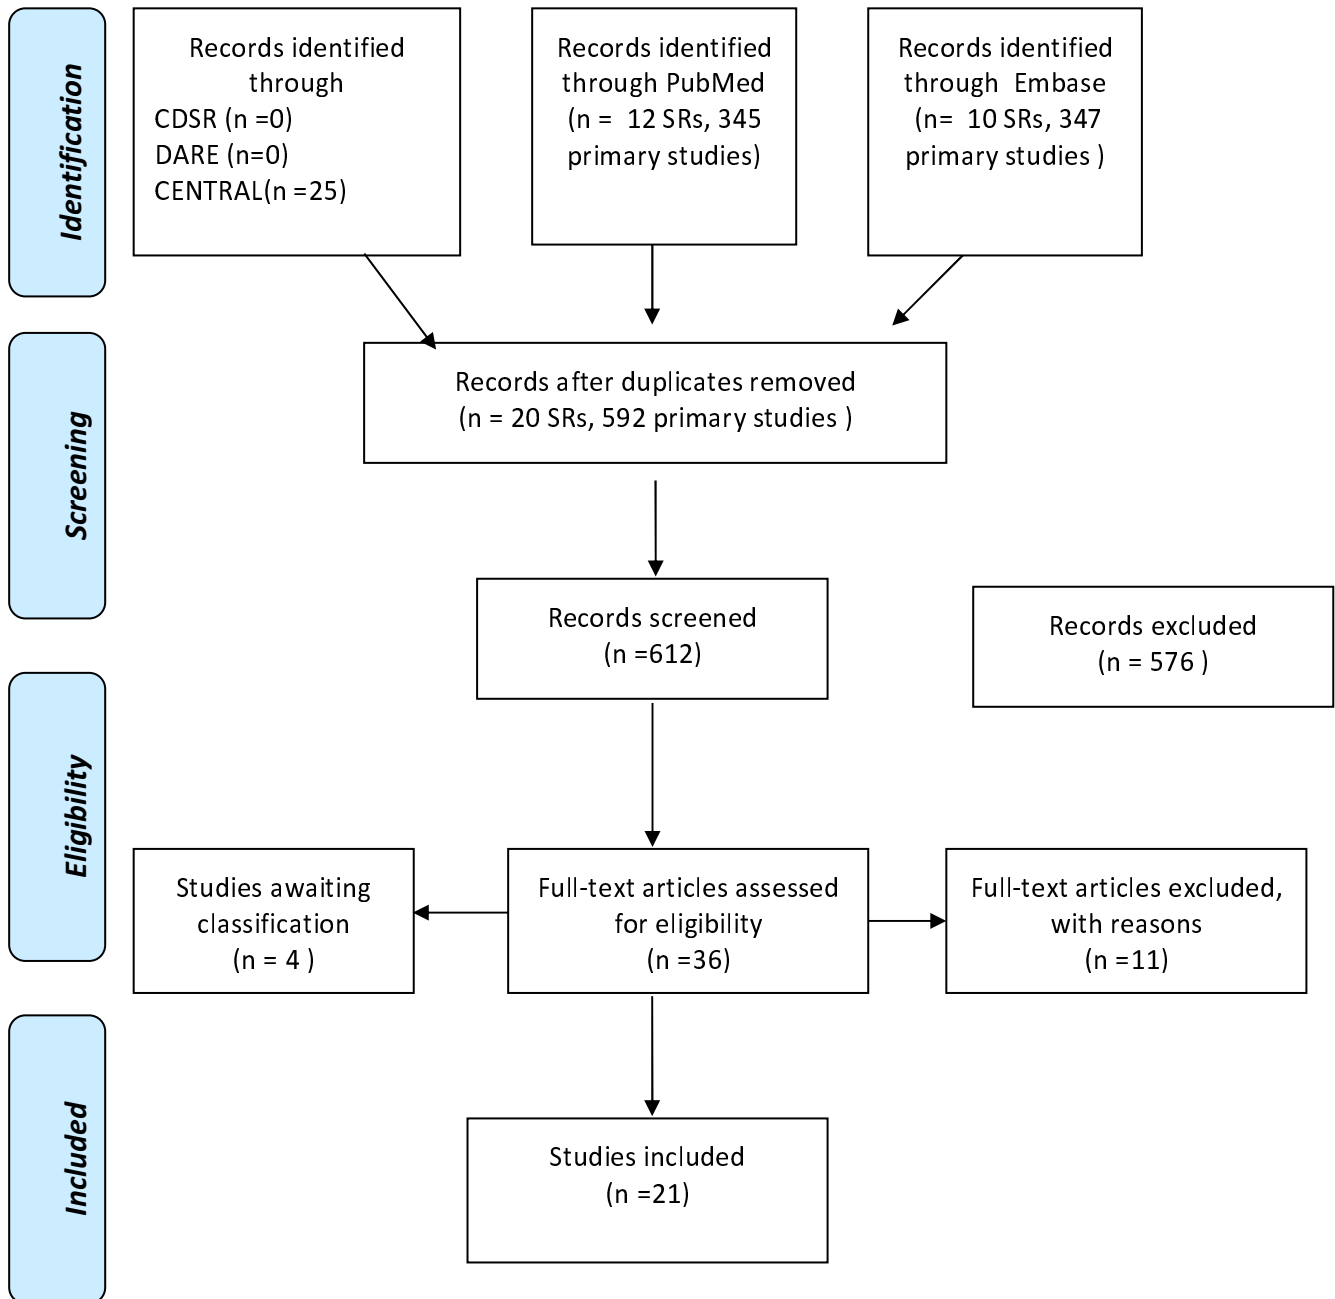 Identification
Records identified
through
CDSR (n =0)
DARE (n=0)
CENTRAL(n =25)
Records identified
through PubMed
(n = 12 SRs, 345
primary studies)
Records identified
through Embase
(n= 10 SRs, 347
primary studies )
Screening
Records after duplicates removed
(n = 20 SRs, 592 primary studies )
Records screened
(n =612)
Records excluded
(n = 576 )
Eligibility
Studies awaiting
classification
(n = 4 )
Full-text articles assessed
for eligibility
(n =36)
Full-text articles excluded,
with reasons
(n =11)
Included
Studies included
(n =21)